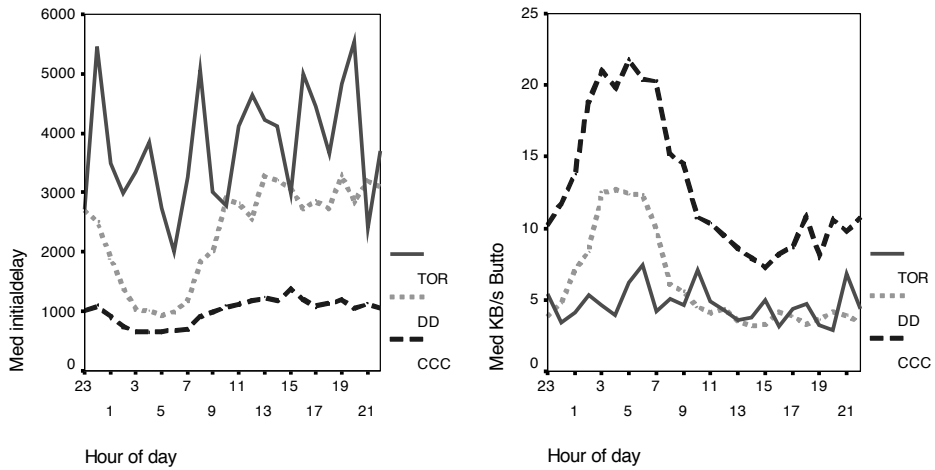 Med initialdelay
6000
5000
4000
3000
2000
1000
0
23 3 7 11 15 19
1 5 9 13 17 21
Hour of day
TOR
DD
CCC
Med KB/s Butto
25
20
15
10
5
0
23 3 7 11 15 19
1 5 9 13 17 21
Hour of day
TOR
DD
CCC